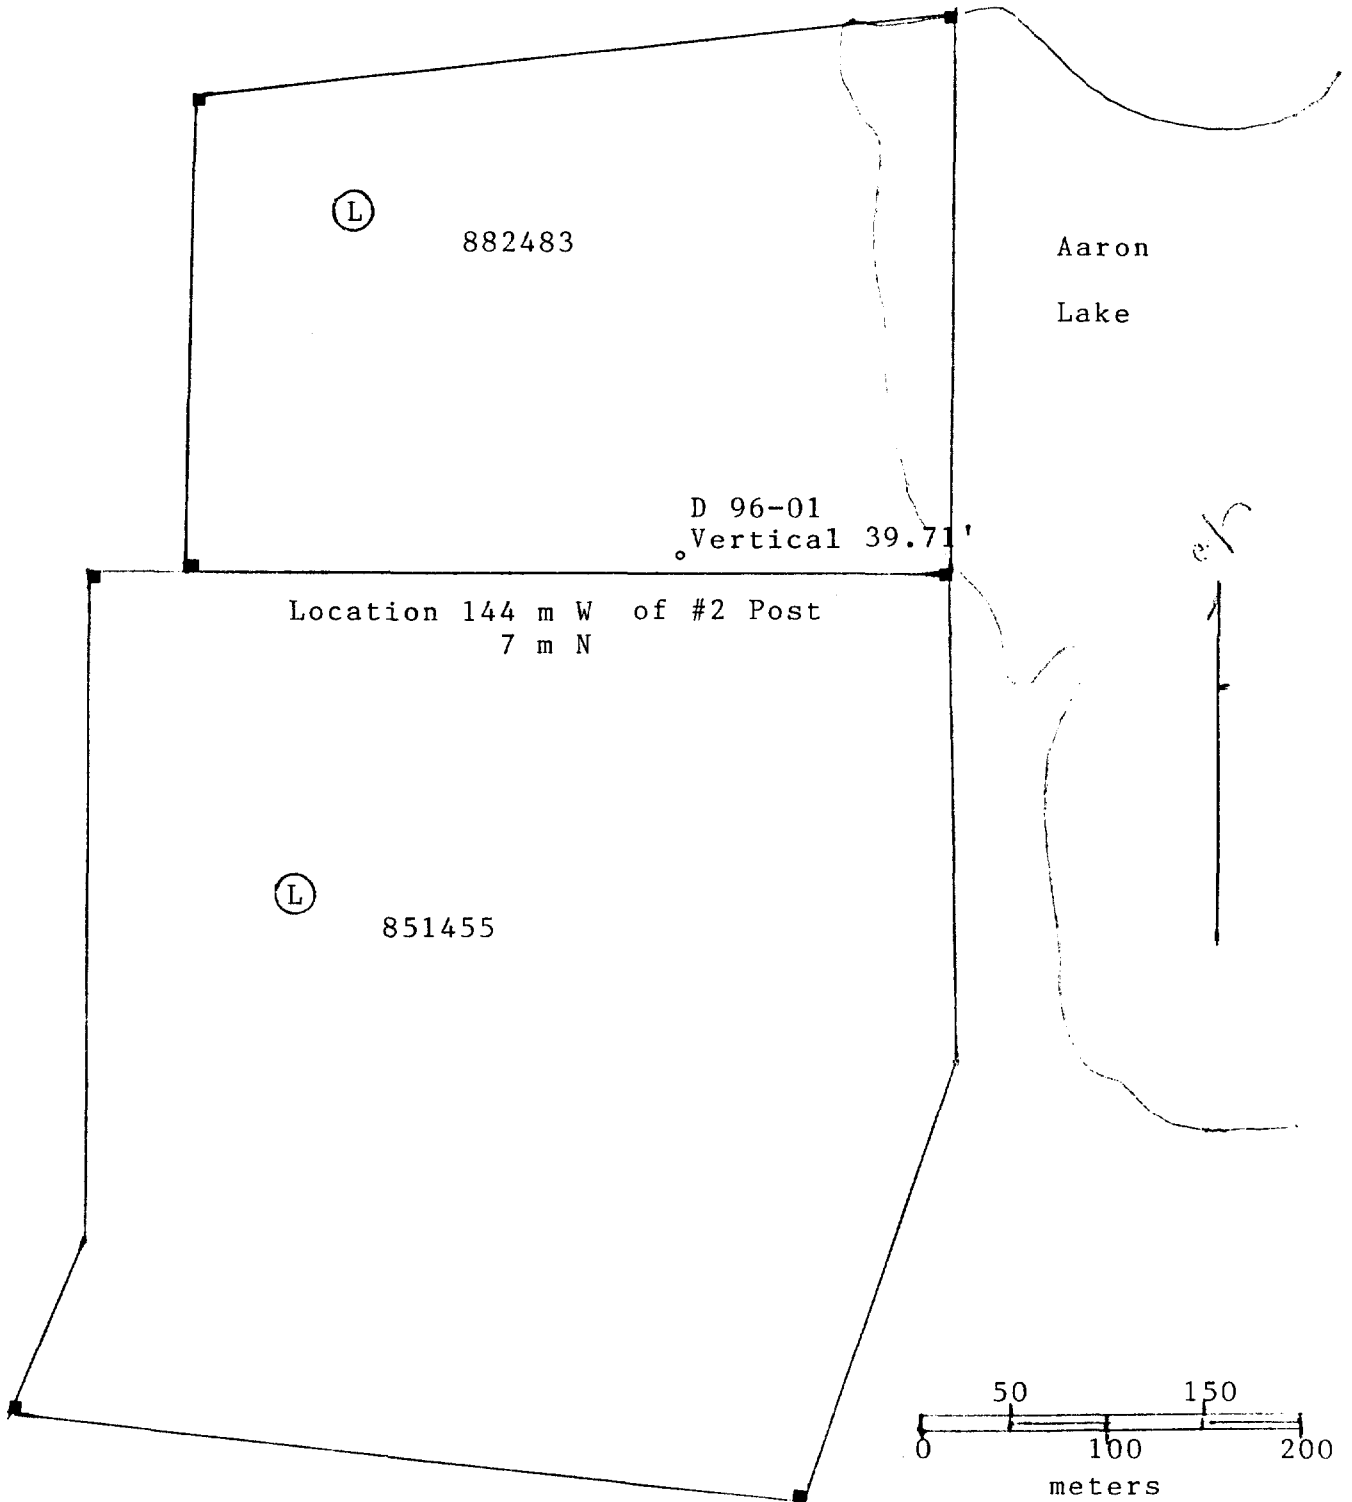 L
882483
Aaron
Lake
D 96-01
Vertical 39.71'
Location 144 m W of #2 Post
7 m N
L
851455
50 150
0 100 200
meters